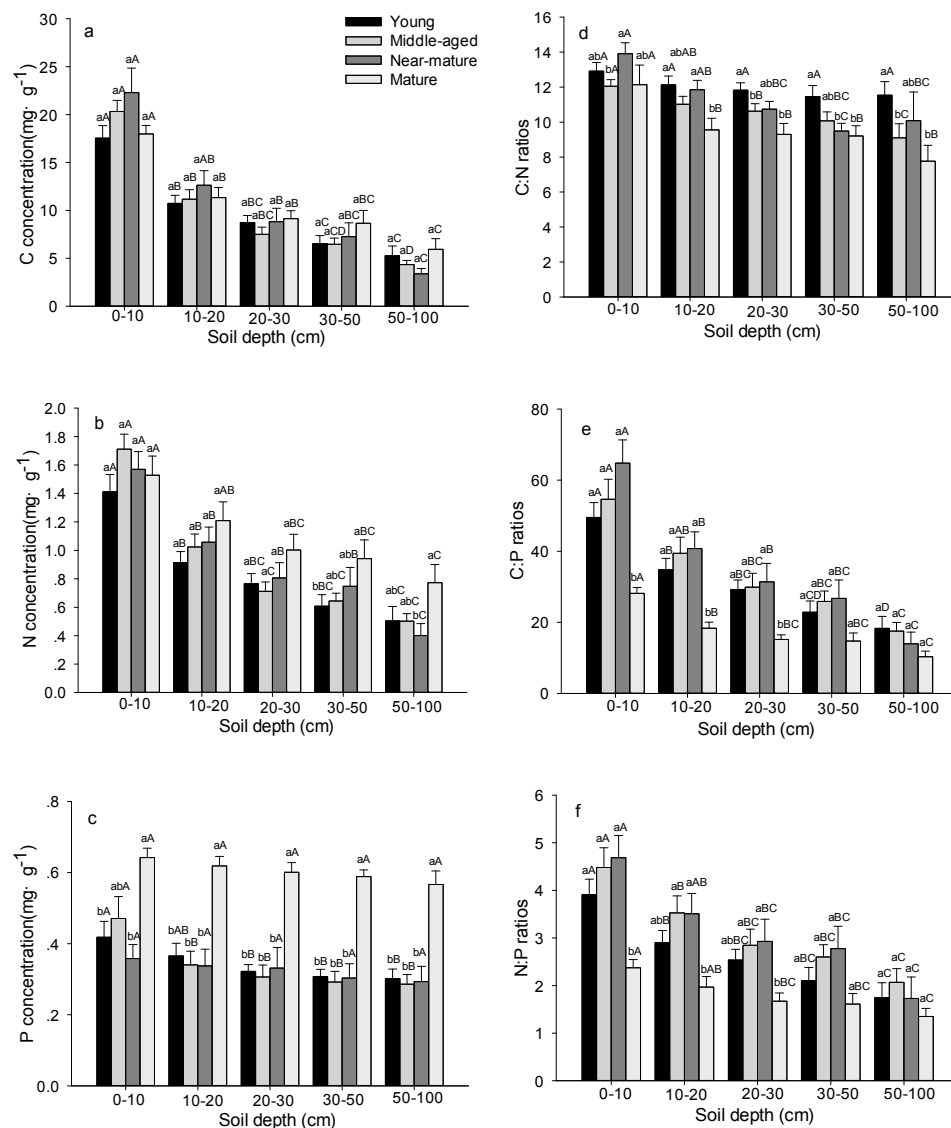 a
Young
Middle-aged
Near-mature
Mature
C concentration(mg· g⁻¹)
30
25
20
15
10
5
0
aA aA aA aA
aB aB aAB aB
aBC aBC aB aB
aC aCD aBC aBC
aC aD aC aC
0-10 10-20 20-30 30-50 50-100
Soil depth (cm)
d
C:N ratios
16
14
12
10
8
6
4
2
0
abA bA aA abA
aA abAB aAB bB
aA bB abBC bB
aA abBC bC bB
aA bC abBC bB
0-10 10-20 20-30 30-50 50-100
Soil depth (cm)
b
N concentration(mg· g⁻¹)
2.0
1.8
1.6
1.4
1.2
1.0
.8
.6
.4
.2
0.0
aA aA aA aA
aB aB aB aAB
aBC aC aB aBC
bBC abC abB aBC
abC abC bC aC
0-10 10-20 20-30 30-50 50-100
Soil depth (cm)
e
C:P ratios
80
60
40
20
0
aA aA aA bA
aB aAB aB bB
aBC aBC aB bBC
aCD aBC aBC aBC
aD aC aC aC
0-10 10-20 20-30 30-50 50-100
Soil depth (cm)
c
P concentration(mg· g⁻¹)
.8
.6
.4
.2
0.0
bA abA bA aA
bAB bB bA aA
bB bB bA aA
bB bB bA aA
bB bB bA aA
0-10 10-20 20-30 30-50 50-100
Soil depth (cm)
f
N:P ratios
6
5
4
3
2
1
0
aA aA aA bA
abB aB aAB bAB
abBC aBC aBC bBC
aBC aBC aBC aBC
aC aC aC aC
0-10 10-20 20-30 30-50 50-100
Soil depth (cm)